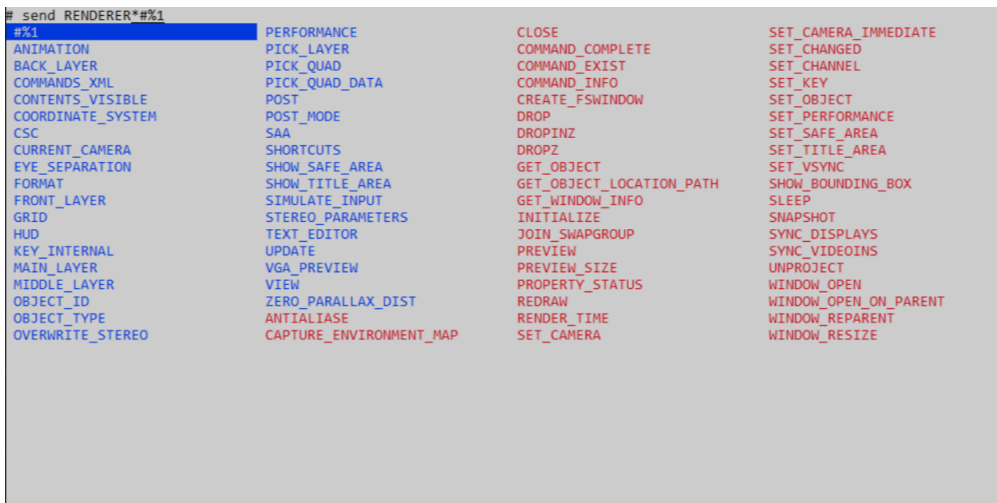 # send RENDERER*#%1
#%1 PERFORMANCE CLOSE SET_CAMERA_IMMEDIATE
ANIMATION PICK_LAYER COMMAND_COMPLETE SET_CHANGED
BACK_LAYER PICK_QUAD COMMAND_EXIST SET_CHANNEL
COMMANDS_XML PICK_QUAD_DATA COMMAND_INFO SET_KEY
CONTENTS_VISIBLE POST CREATE_FSWINDOW SET_OBJECT
COORDINATE_SYSTEM POST_MODE DROP SET_PERFORMANCE
CSC SAA DROPINZ SET_SAFE_AREA
CURRENT_CAMERA SHORTCUTS DROPZ SET_TITLE_AREA
EYE_SEPARATION SHOW_SAFE_AREA GET_OBJECT SET_VSYNC
FORMAT SHOW_TITLE_AREA GET_OBJECT_LOCATION_PATH SHOW_BOUNDING_BOX
FRONT_LAYER SIMULATE_INPUT GET_WINDOW_INFO SLEEP
GRID STEREO_PARAMETERS INITIALIZE SNAPSHOT
HUD TEXT_EDITOR JOIN_SWAPGROUP SYNC_DISPLAYS
KEY_INTERNAL UPDATE PREVIEW SYNC_VIDEOINS
MAIN_LAYER VGA_PREVIEW PREVIEW_SIZE UNPROJECT
MIDDLE_LAYER VIEW PROPERTY_STATUS WINDOW_OPEN
OBJECT_ID ZERO_PARALLAX_DIST REDRAW WINDOW_OPEN_ON_PARENT
OBJECT_TYPE ANTIALIASE RENDER_TIME WINDOW_REPARENT
OVERWRITE_STEREO CAPTURE_ENVIRONMENT_MAP SET_CAMERA WINDOW_RESIZE